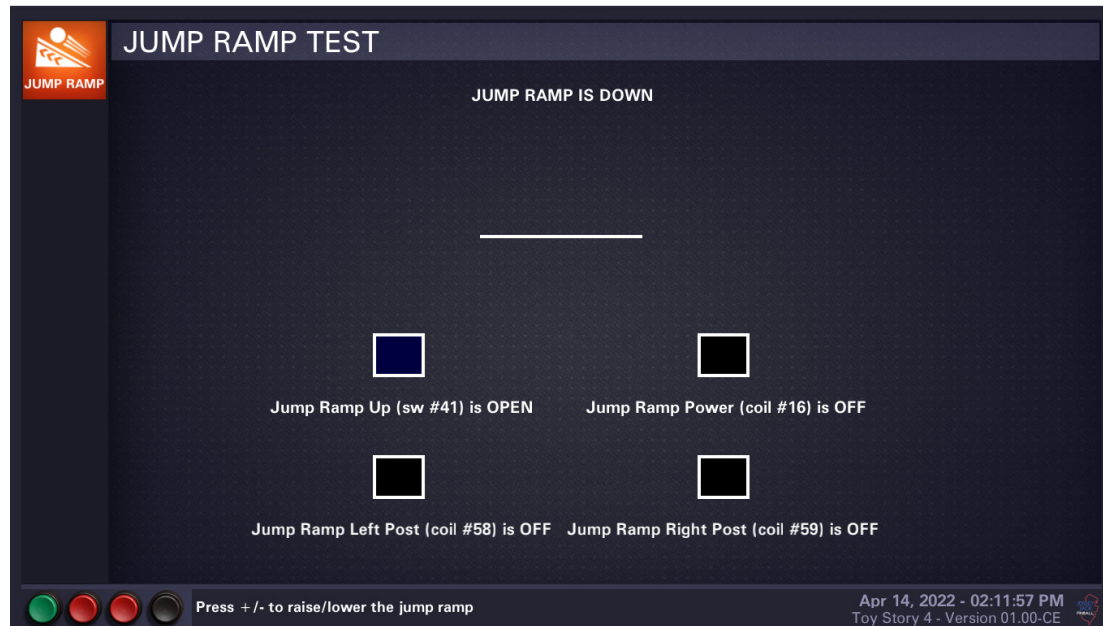 JUMP RAMP TEST
JUMP RAMP
JUMP RAMP IS DOWN
Jump Ramp Up (sw #41) is OPEN
Jump Ramp Power (coil #16) is OFF
Jump Ramp Left Post (coil #58) is OFF
Jump Ramp Right Post (coil #59) is OFF
Press +/- to raise/lower the jump ramp
Apr 14, 2022 - 02:11:57 PM
Toy Story 4 - Version 01.00-CE